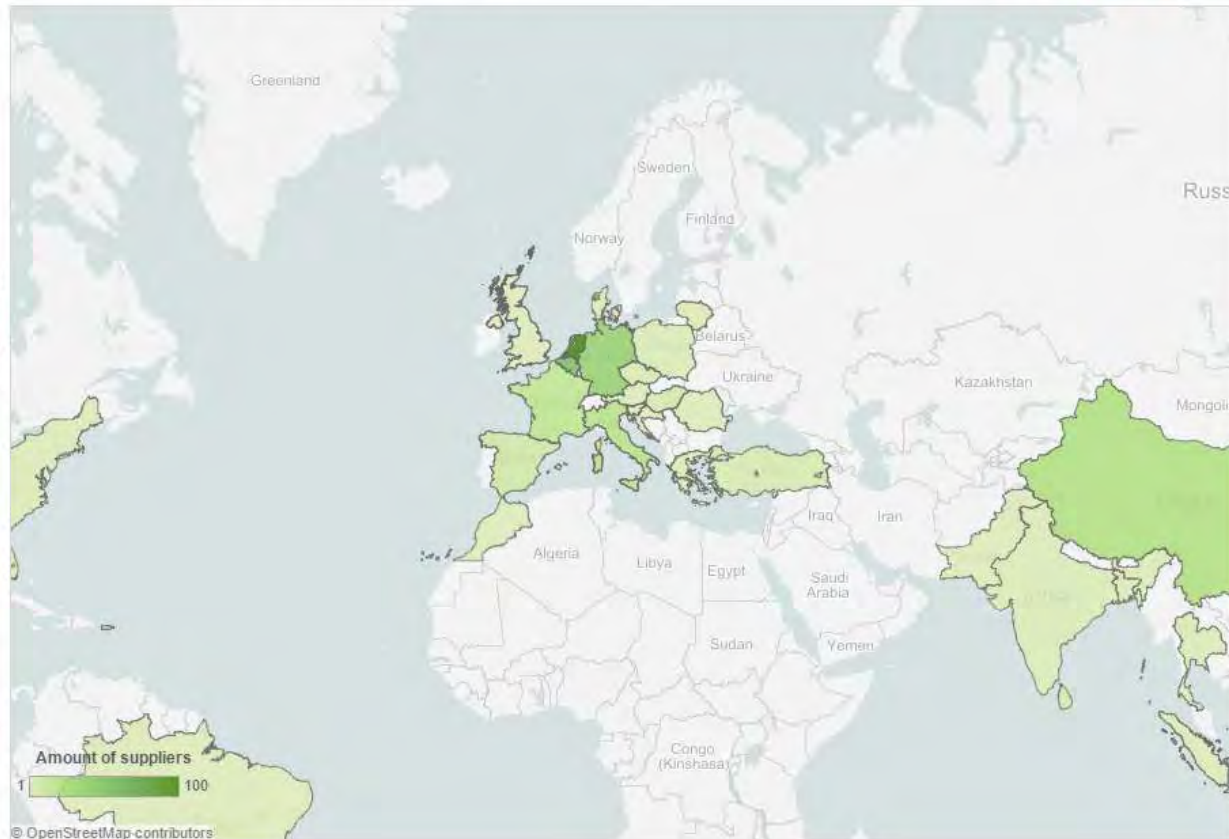 Greenland
Sweden
Russ
Finland
Norway
Belarus
Ukraine
Kazakhstan
Mongoli
Iraq
Iran
Algeria
Libya
Egypt
Saudi
Arabia
Sudan
Yemen
Congo
(Kinshasa)
Amount of suppliers
1 100
© OpenStreetMap contributors